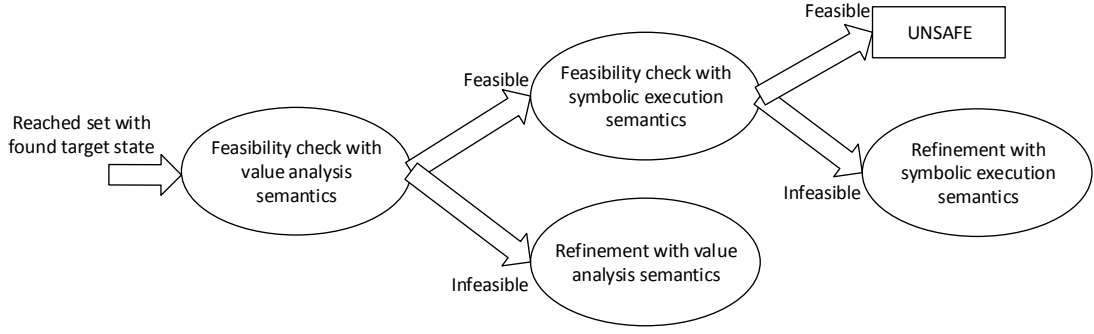 Reached set with
found target state
Feasibility check with
value analysis
semantics
Feasible
Infeasible
Feasibility check with
symbolic execution
semantics
Refinement with value
analysis semantics
Feasible
Infeasible
UNSAFE
Refinement with
symbolic execution
semantics